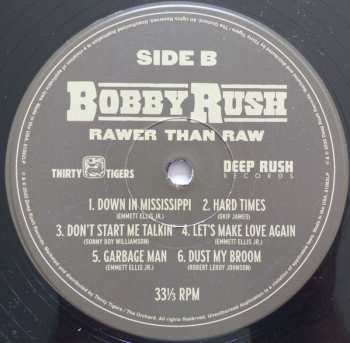 SIDE B
BOBBY RUSH
RAWER THAN RAW
THIRTY TIGERS
DEEP RUSH
RECORDS
1. DOWN IN MISSISSIPPI 2. HARD TIMES
(EMMETT ELLIS JR.) (SKIP JAMES)
3. DON'T START ME TALKIN' 4. LET'S MAKE LOVE AGAIN
(SONNY BOY WILLIAMSON) (EMMETT ELLIS JR.)
5. GARBAGE MAN 6. DUST MY BROOM
(EMMETT ELLIS JR.) (ROBERT LEROY JOHNSON)
33⅓ RPM